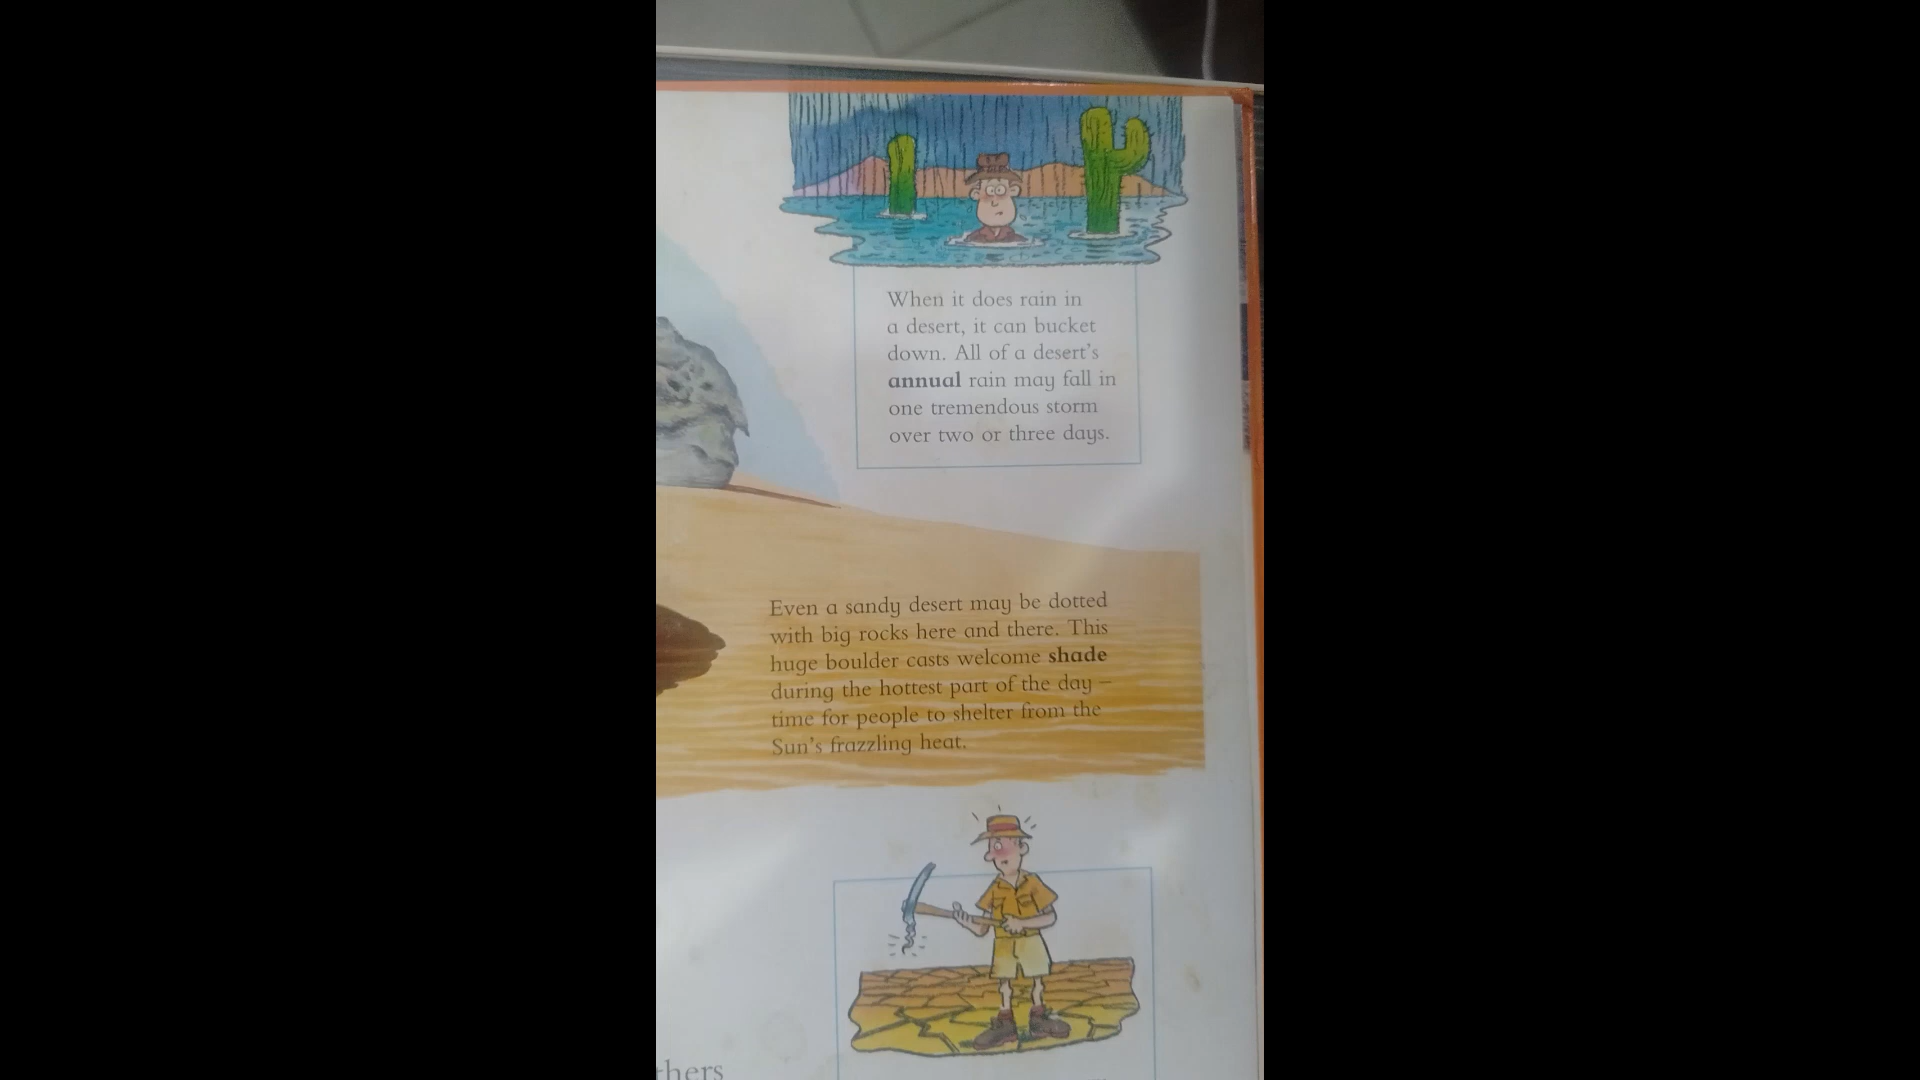 When it does rain in
a desert, it can bucket
down. All of a desert's
annual rain may fall in
one tremendous storm
over two or three days.
Even a sandy desert may be dotted
with big rocks here and there. This
huge boulder casts welcome shade
during the hottest part of the day –
time for people to shelter from the
Sun's frazzling heat.